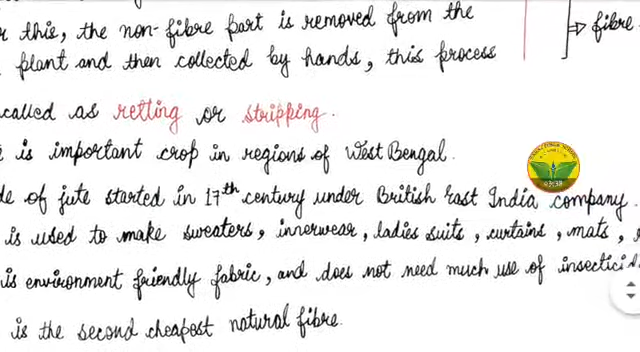 this, the non-fibre part is removed from the
fibre
plant and then collected by hands, this process
called as retting or stripping.
is important crop in regions of West Bengal.
of jute started in 17th century under British East India company.
is used to make sweaters, innerwear, ladies suits, curtains, mats,
is environment friendly fabric, and does not need much use of
is the second cheapest natural fibre.